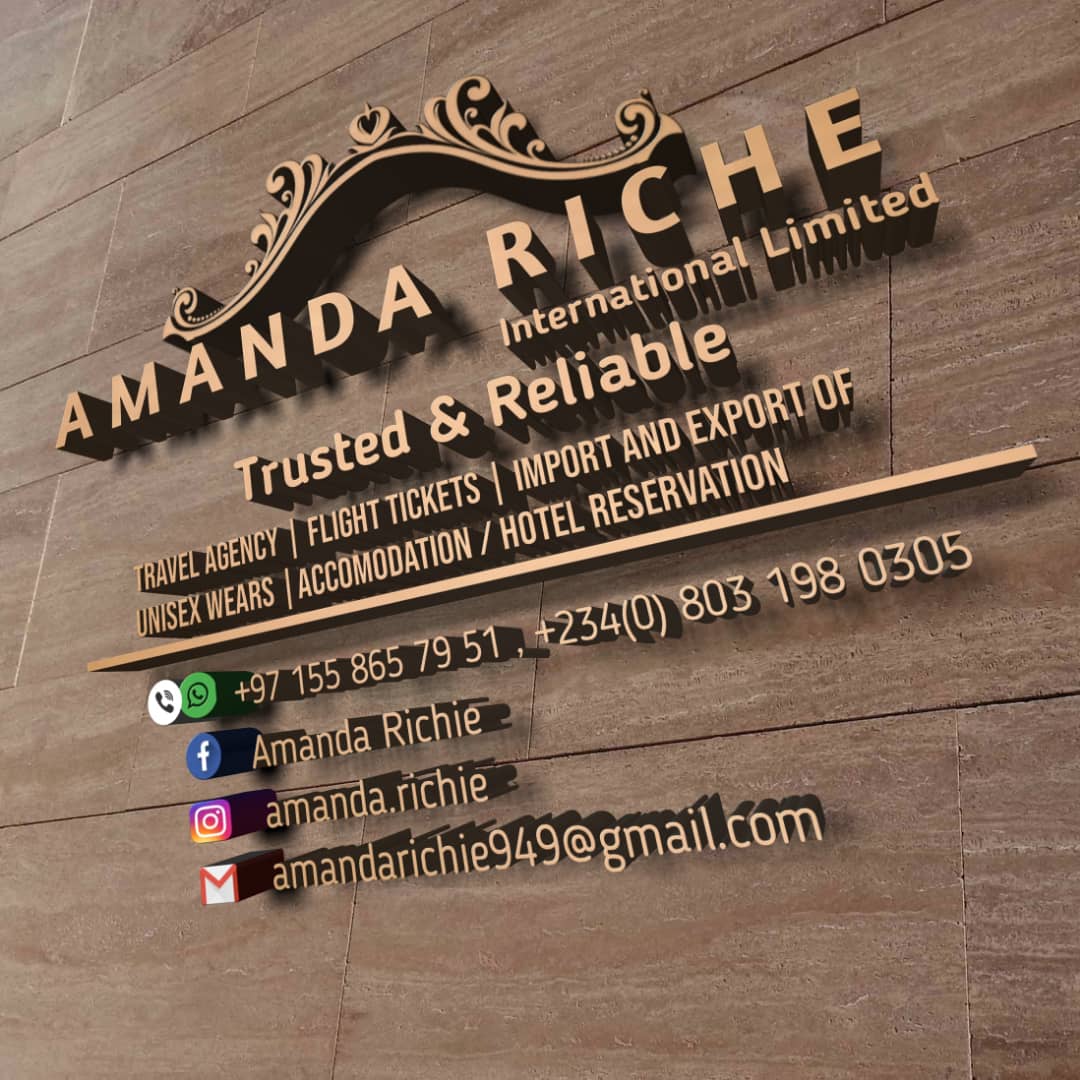 AMANDA RICHE
International Limited
Trusted & Reliable
TRAVEL AGENCY | FLIGHT TICKETS | IMPORT AND EXPORT OF
UNISEX WEARS | ACCOMODATION / HOTEL RESERVATION
+97 155 865 79 51 , +234(0) 803 198 0305
Amanda Richie
amanda.richie
amandarichie949@gmail.com